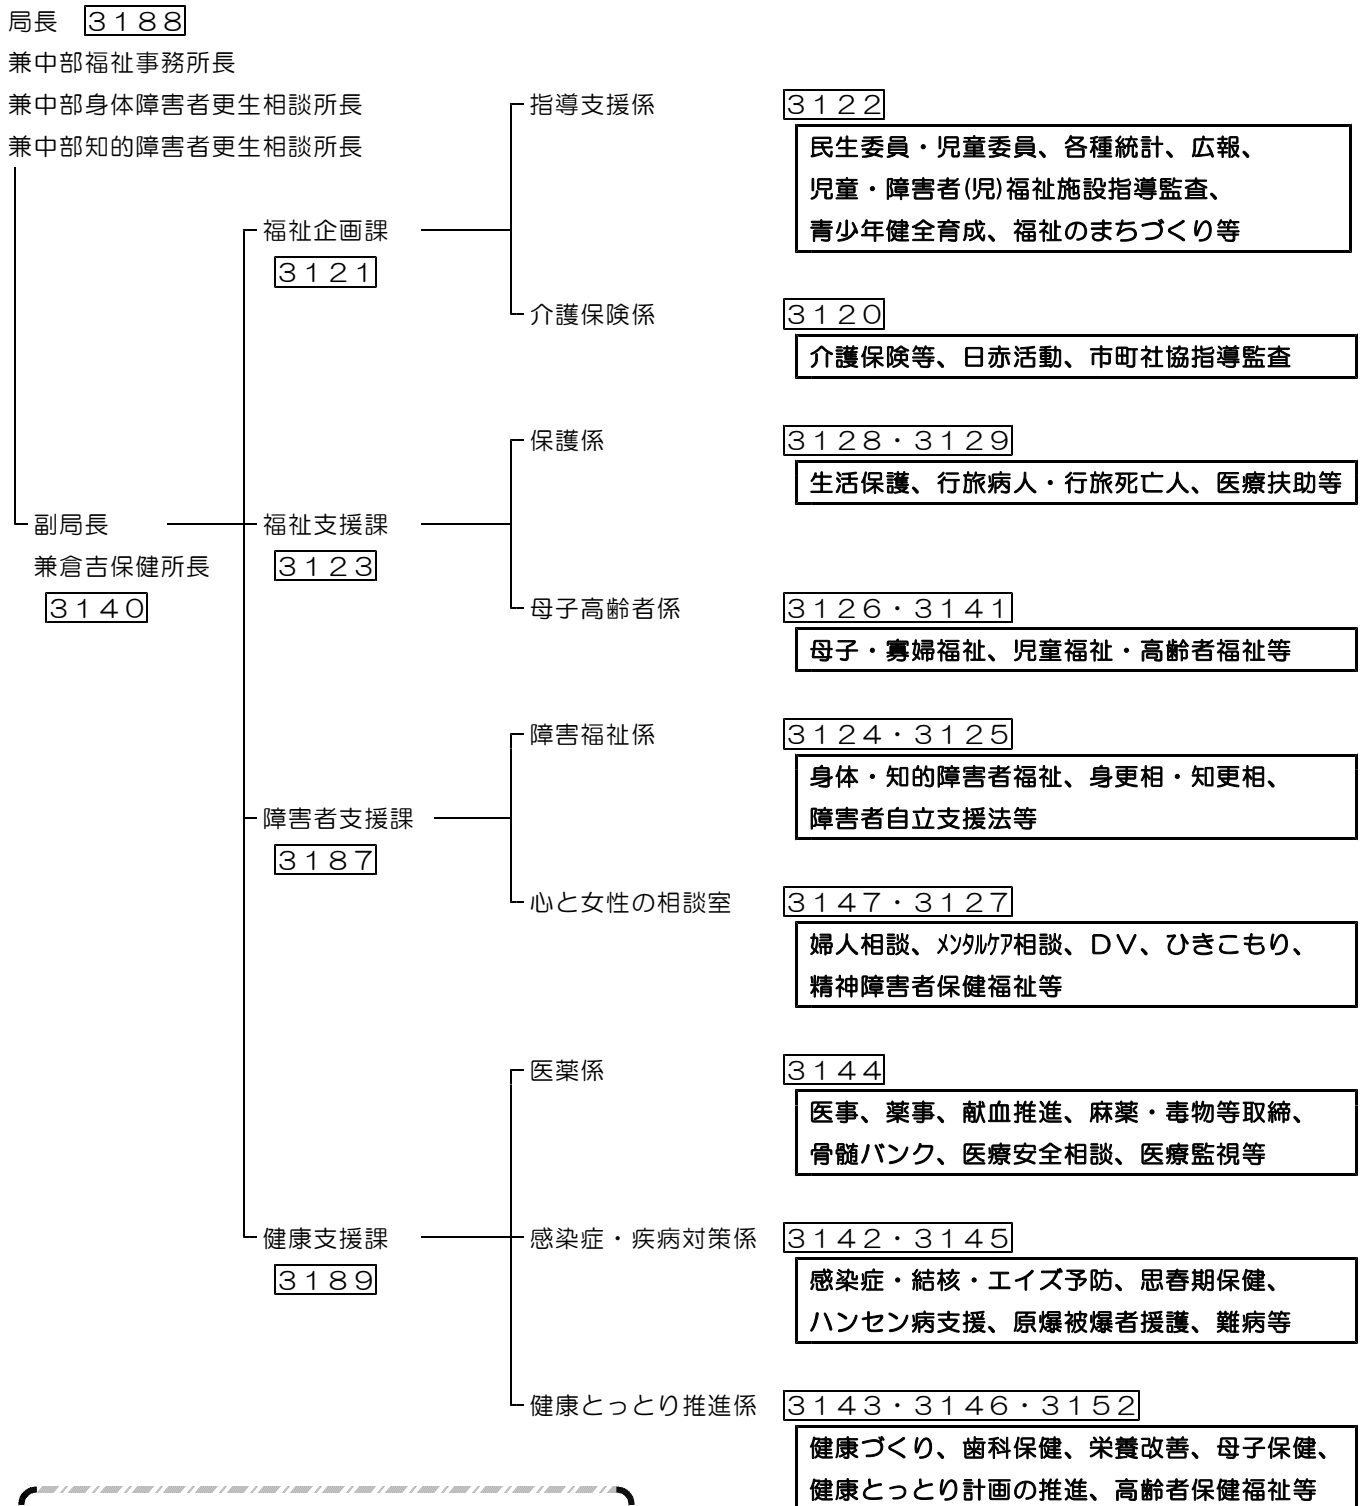 局長　３１８８
兼中部福祉事務所長
兼中部身体障害者更生相談所長
兼中部知的障害者更生相談所長
副局長
兼倉吉保健所長
３１４０
福祉企画課
３１２１
指導支援係　３１２２
民生委員・児童委員、各種統計、広報、
児童・障害者(児)福祉施設指導監査、
青少年健全育成、福祉のまちづくり等
介護保険係　３１２０
介護保険等、日赤活動、市町社協指導監査
福祉支援課
３１２３
保護係　３１２８・３１２９
生活保護、行旅病人・行旅死亡人、医療扶助等
母子高齢者係　３１２６・３１４１
母子・寡婦福祉、児童福祉・高齢者福祉等
障害者支援課
３１８７
障害福祉係　３１２４・３１２５
身体・知的障害者福祉、身更相・知更相、
障害者自立支援法等
心と女性の相談室　３１４７・３１２７
婦人相談、ﾒﾝﾀﾙｹｱ相談、ＤＶ、ひきこもり、
精神障害者保健福祉等
健康支援課
３１８９
医薬係　３１４４
医事、薬事、献血推進、麻薬・毒物等取締、
骨髄バンク、医療安全相談、医療監視等
感染症・疾病対策係　３１４２・３１４５
感染症・結核・エイズ予防、思春期保健、
ハンセン病支援、原爆被爆者援護、難病等
健康とっとり推進係　３１４３・３１４６・３１５２
健康づくり、歯科保健、栄養改善、母子保健、
健康とっとり計画の推進、高齢者保健福祉等